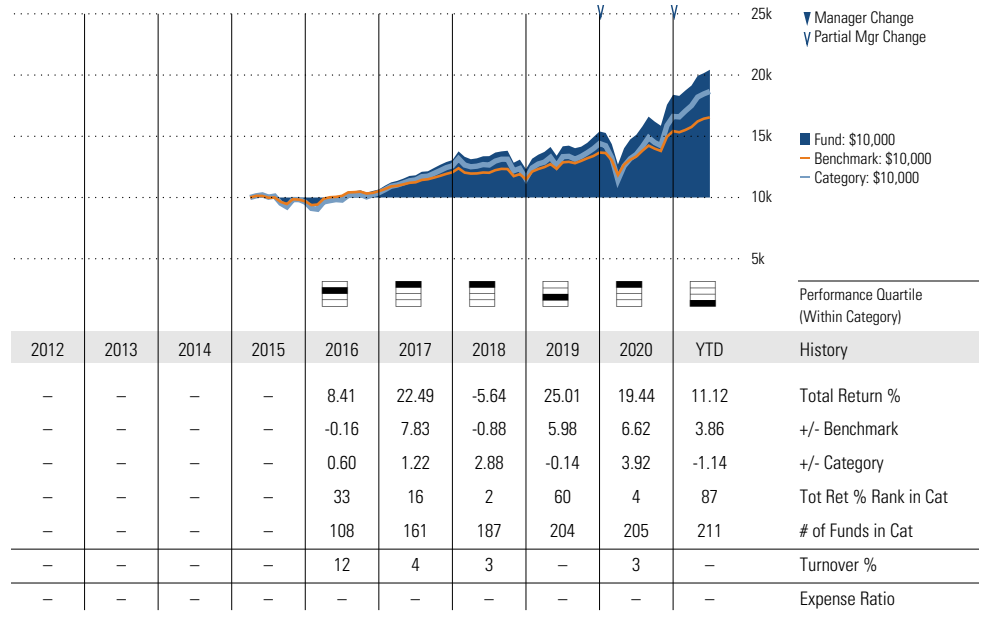 25k
▼ Manager Change
∨ Partial Mgr Change
20k
15k
Fund: $10,000
Benchmark: $10,000
Category: $10,000
10k
5k
Performance Quartile
(Within Category)
2012 2013 2014 2015 2016 2017 2018 2019 2020 YTD History
– – – – 8.41 22.49 -5.64 25.01 19.44 11.12 Total Return %
– – – – -0.16 7.83 -0.88 5.98 6.62 3.86 +/- Benchmark
– – – – 0.60 1.22 2.88 -0.14 3.92 -1.14 +/- Category
– – – – 33 16 2 60 4 87 Tot Ret % Rank in Cat
– – – – 108 161 187 204 205 211 # of Funds in Cat
– – – – 12 4 3 – 3 – Turnover %
– – – – – – – – – – Expense Ratio